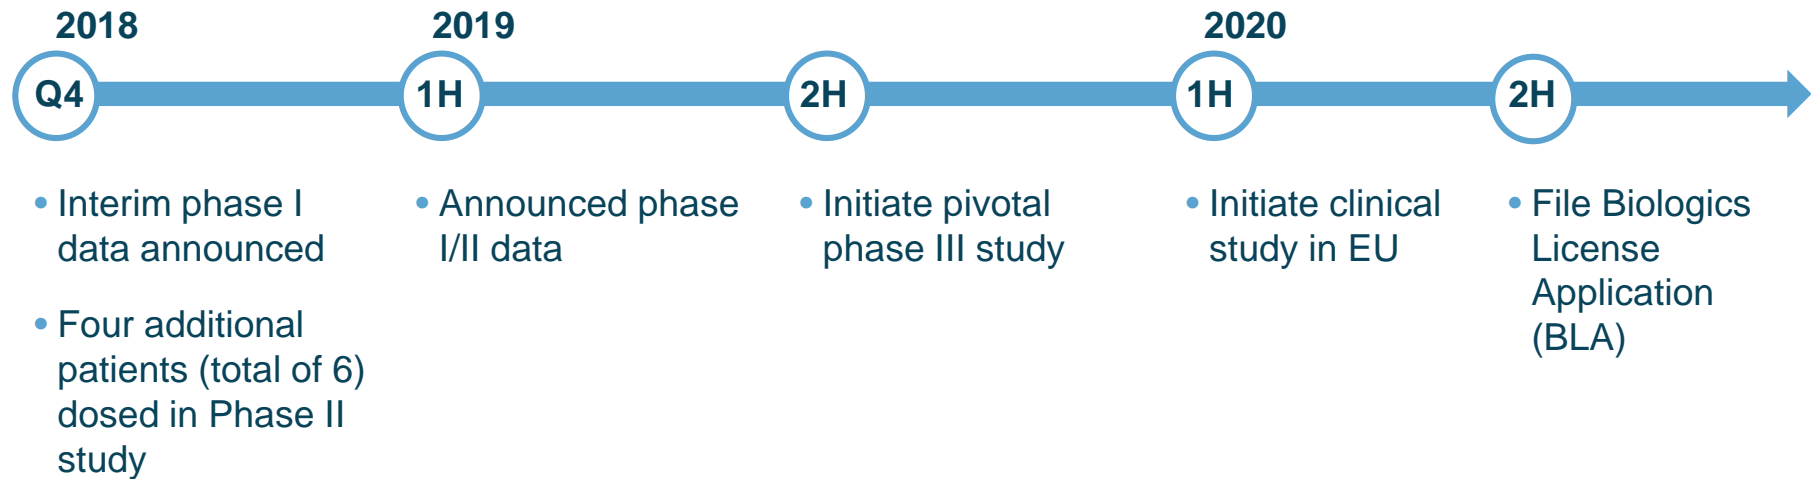 2018
2019
2020
Q4
1H
2H
1H
2H
• Interim phase I
data announced
• Four additional
patients (total of 6)
dosed in Phase II
study
• Announced phase
I/II data
• Initiate pivotal
phase III study
• Initiate clinical
study in EU
• File Biologics
License
Application
(BLA)